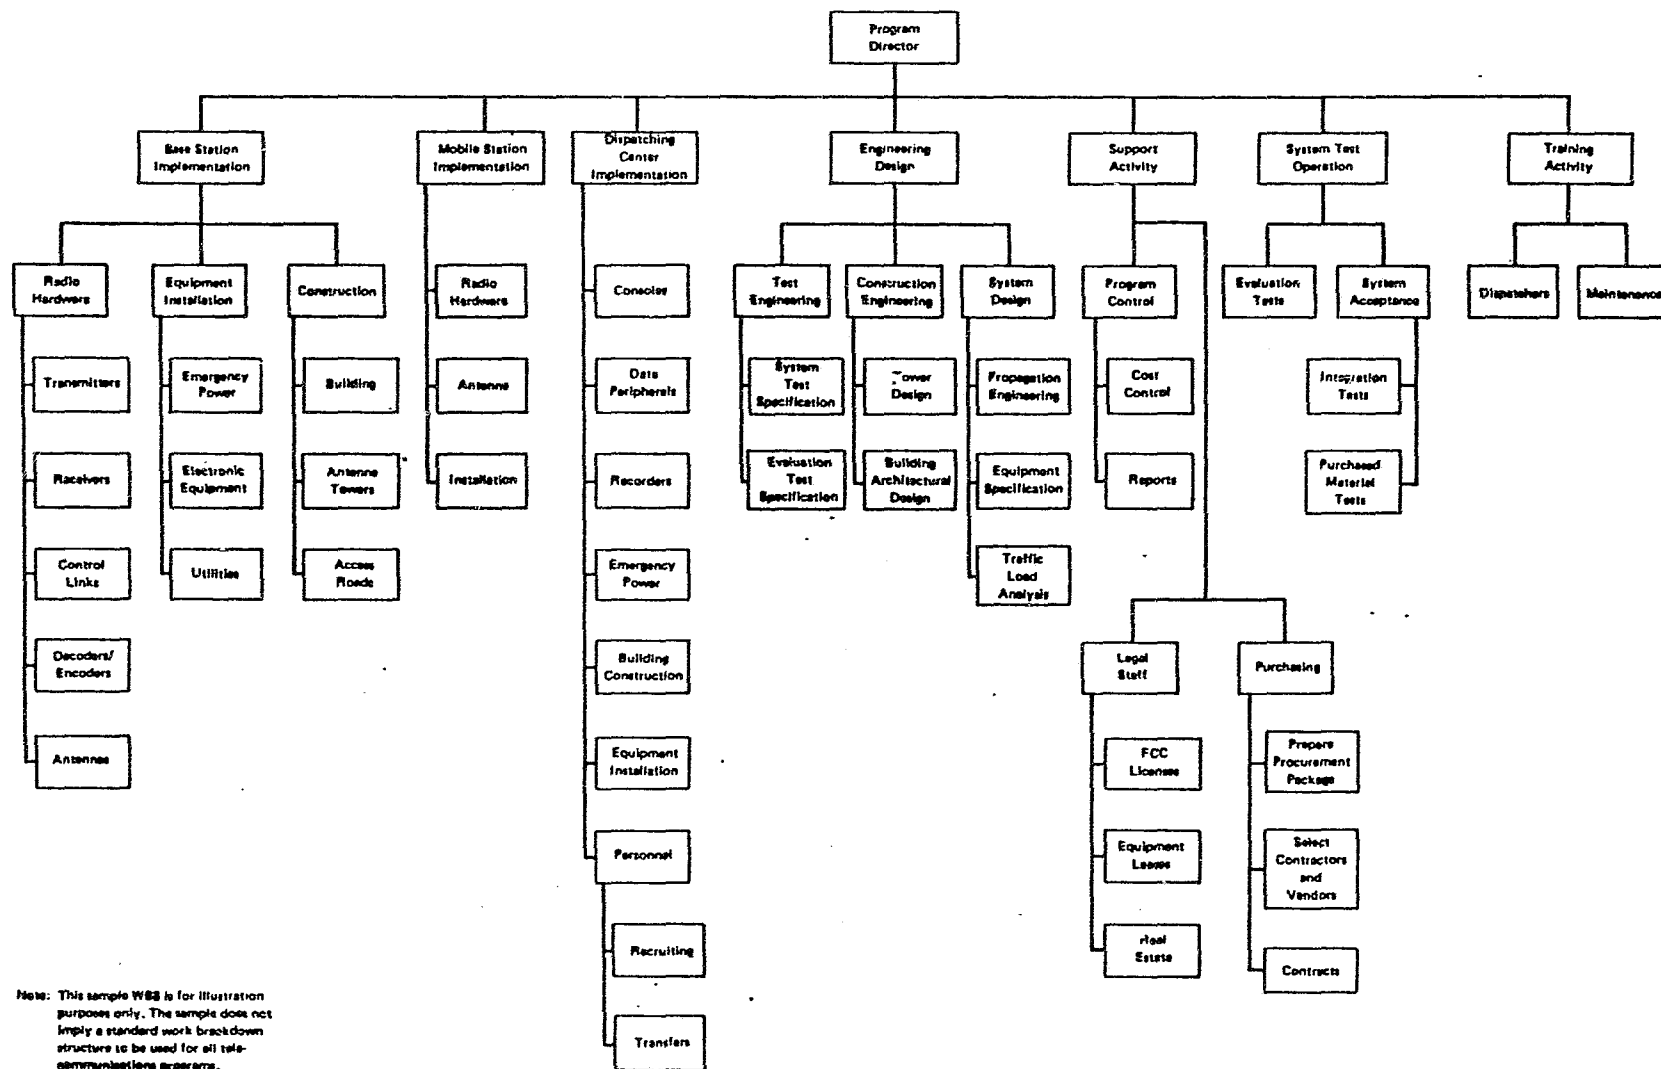 Program
Director
Base Station
Implementation
Mobile Station
Implementation
Dispatching
Center
Implementation
Engineering
Design
Support
Activity
System Test
Operation
Training
Activity
Radio
Hardware
Equipment
Installation
Construction
Radio
Hardware
Consoles
Test
Engineering
Construction
Engineering
System
Design
Program
Control
Evaluation
Tests
System
Acceptance
Dispatchers
Maintenance
Transmitters
Emergency
Power
Building
Antenna
Data
Peripherals
System
Test
Specification
Tower
Design
Propagation
Engineering
Cost
Control
Integration
Tests
Receivers
Electronic
Equipment
Antenna
Towers
Installation
Recorders
Evaluation
Test
Specification
Building
Architectural
Design
Equipment
Specification
Reports
Purchased
Material
Tests
Control
Links
Utilities
Access
Roads
Emergency
Power
Traffic
Load
Analysis
Decoders/
Encoders
Building
Construction
Legal
Staff
Purchasing
Antennas
Equipment
Installation
FCC
Licenses
Prepare
Procurement
Package
Personnel
Equipment
Leases
Select
Contractors
and
Vendors
Recruiting
Real
Estate
Contracts
Transfers
Note: This sample WBS is for illustration
purposes only. The sample does not
imply a standard work breakdown
structure to be used for all tele-
communications programs.